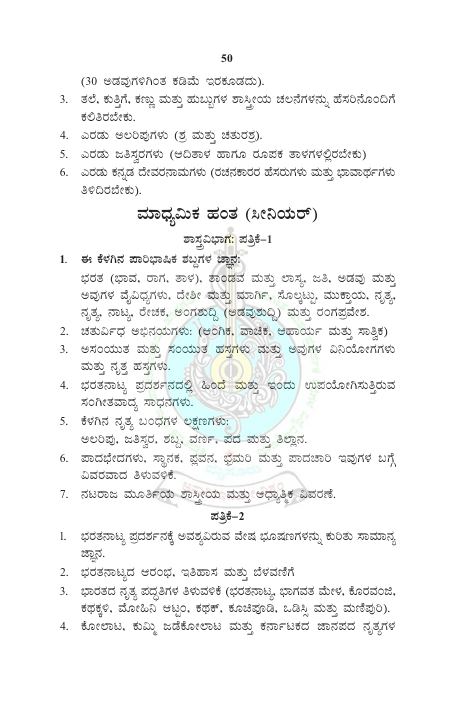 50
(30 ಅಡವುಗಳಿಗಿಂತ ಕಡಿಮೆ ಇರಕೂಡದು).
3. ತಲೆ, ಕುತ್ತಿಗೆ, ಕಣ್ಣು ಮತ್ತು ಹುಬ್ಬುಗಳ ಶಾಸ್ತ್ರೀಯ ಚಲನೆಗಳನ್ನು ಹೆಸರಿನೊಂದಿಗೆ
ಕಲಿತಿರಬೇಕು.
4. ಎರಡು ಅಲರಿಪುಗಳು (ತ್ರ್ಯಶ್ರ ಮತ್ತು ಚತುರಶ್ರ).
5. ಎರಡು ಜತಿಸ್ವರಗಳು (ಆದಿತಾಳ ಹಾಗೂ ರೂಪಕ ತಾಳಗಳಲ್ಲಿರಬೇಕು)
6. ಎರಡು ಕನ್ನಡ ದೇವರನಾಮಗಳು (ರಚನಕಾರರ ಹೆಸರುಗಳು ಮತ್ತು ಭಾವಾರ್ಥಗಳು
ತಿಳಿದಿರಬೇಕು).
ಮಾಧ್ಯಮಿಕ ಹಂತ (ಸೀನಿಯರ್)
ಶಾಸ್ತ್ರವಿಭಾಗ: ಪತ್ರಿಕೆ–1
1. ಈ ಕೆಳಗಿನ ಪಾರಿಭಾಷಿಕ ಶಬ್ದಗಳ ಜ್ಞಾನ:
ಭರತ (ಭಾವ, ರಾಗ, ತಾಳ), ತಾಂಡವ ಮತ್ತು ಲಾಸ್ಯ, ಜತಿ, ಅಡವು ಮತ್ತು
ಅವುಗಳ ವೈವಿಧ್ಯಗಳು, ದೇಶೀ ಮತ್ತು ಮಾರ್ಗಿ, ಸೊಲ್ಕಟ್ಟು, ಮುಕ್ತಾಯ, ನೃತ್ತ,
ನೃತ್ಯ, ನಾಟ್ಯ, ರೇಚಕ, ಅಂಗಶುದ್ದಿ (ಅಡವುಶುದ್ದಿ) ಮತ್ತು ರಂಗಪ್ರವೇಶ.
2. ಚತುರ್ವಿಧ ಅಭಿನಯಗಳು: (ಆಂಗಿಕ, ವಾಚಿಕ, ಆಹಾರ್ಯ ಮತ್ತು ಸಾತ್ವಿಕ)
3. ಅಸಂಯುತ ಮತ್ತು ಸಂಯುತ ಹಸ್ತಗಳು ಮತ್ತು ಅವುಗಳ ವಿನಿಯೋಗಗಳು
ಮತ್ತು ನೃತ್ತ ಹಸ್ತಗಳು.
4. ಭರತನಾಟ್ಯ ಪ್ರದರ್ಶನದಲ್ಲಿ ಹಿಂದೆ ಮತ್ತು ಇಂದು ಉಪಯೋಗಿಸುತ್ತಿರುವ
ಸಂಗೀತವಾದ್ಯ ಸಾಧನಗಳು.
5. ಕೆಳಗಿನ ನೃತ್ಯ ಬಂಧಗಳ ಲಕ್ಷಣಗಳು:
ಅಲರಿಪು, ಜತಿಸ್ವರ, ಶಬ್ದ, ವರ್ಣ, ಪದ ಮತ್ತು ತಿಲ್ಲಾನ.
6. ಪಾದಭೇದಗಳು, ಸ್ಥಾನಕ, ಪ್ಲವನ, ಭ್ರಮರಿ ಮತ್ತು ಪಾದಚಾರಿ ಇವುಗಳ ಬಗ್ಗೆ
ವಿವರವಾದ ತಿಳುವಳಿಕೆ.
7. ನಟರಾಜ ಮೂರ್ತಿಯ ಶಾಸ್ತ್ರೀಯ ಮತ್ತು ಆಧ್ಯಾತ್ಮಿಕ ವಿವರಣೆ.
ಪತ್ರಿಕೆ–2
1. ಭರತನಾಟ್ಯ ಪ್ರದರ್ಶನಕ್ಕೆ ಅವಶ್ಯವಿರುವ ವೇಷ ಭೂಷಣಗಳನ್ನು ಕುರಿತು ಸಾಮಾನ್ಯ
ಜ್ಞಾನ.
2. ಭರತನಾಟ್ಯದ ಆರಂಭ, ಇತಿಹಾಸ ಮತ್ತು ಬೆಳವಣಿಗೆ
3. ಭಾರತದ ನೃತ್ಯ ಪದ್ಧತಿಗಳ ತಿಳುವಳಿಕೆ (ಭರತನಾಟ್ಯ, ಭಾಗವತ ಮೇಳ, ಕೊರವಂಜಿ,
ಕಥಕ್ಕಳಿ, ಮೋಹಿನಿ ಆಟ್ಟಂ, ಕಥಕ್, ಕೂಚಿಪೂಡಿ, ಒಡಿಸ್ಸಿ ಮತ್ತು ಮಣಿಪುರಿ).
4. ಕೋಲಾಟ, ಕುಮ್ಮಿ ಜಡೆಕೋಲಾಟ ಮತ್ತು ಕರ್ನಾಟಕದ ಜಾನಪದ ನೃತ್ಯಗಳ